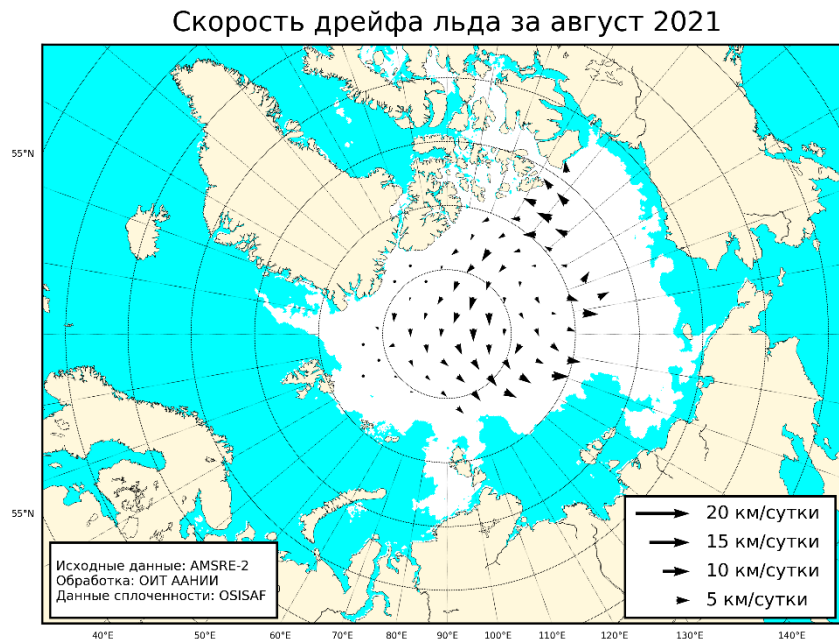 Скорость дрейфа льда за август 2021
55°N
55°N
Исходные данные: AMSRE-2
Обработка: ОИТ ААНИИ
Данные сплоченности: OSISAF
20 км/сутки
15 км/сутки
10 км/сутки
5 км/сутки
40°E 50°E 60°E 70°E 80°E 90°E 100°E 110°E 120°E 130°E 140°E